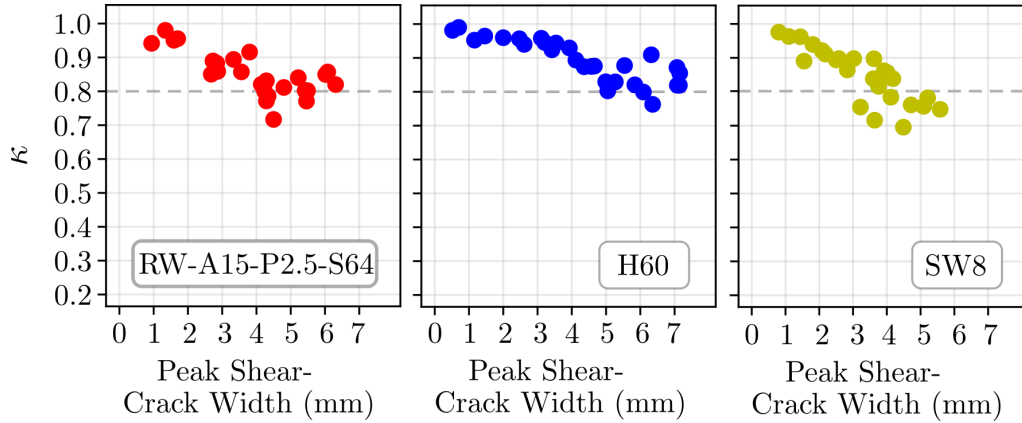 κ
1.0
0.9
0.8
0.7
0.6
0.5
0.4
0.3
0.2
RW-A15-P2.5-S64
H60
SW8
0 1 2 3 4 5 6 7
0 1 2 3 4 5 6 7
0 1 2 3 4 5 6 7
Peak Shear-
Crack Width (mm)
Peak Shear-
Crack Width (mm)
Peak Shear-
Crack Width (mm)